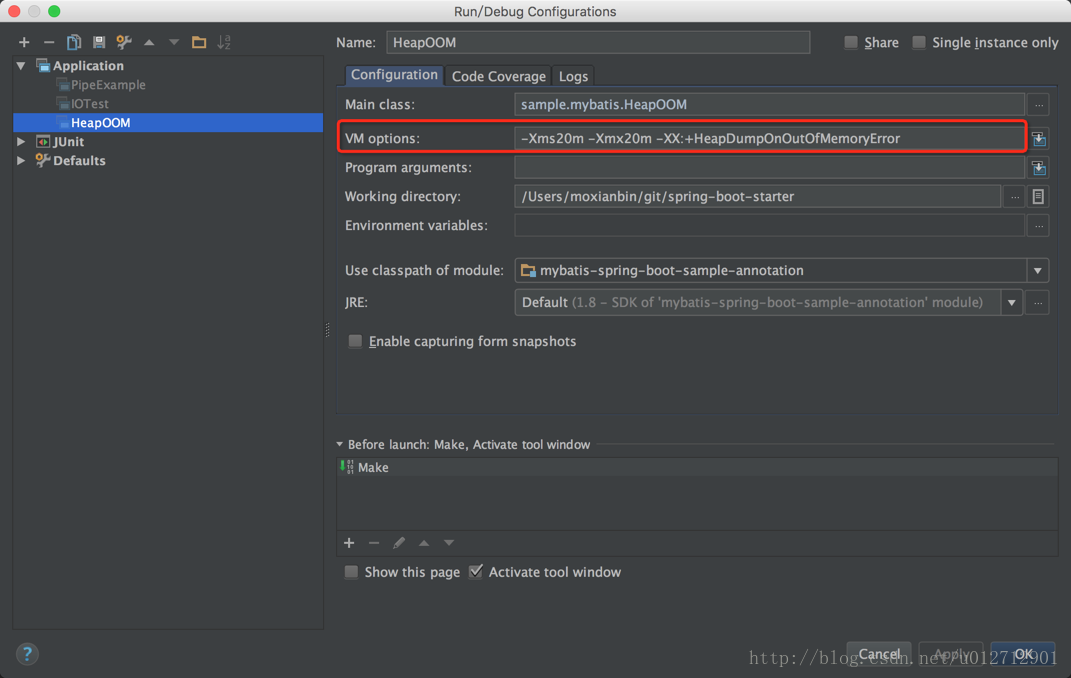 Run/Debug Configurations
Name: HeapOOM Share Single instance only
Application
PipeExample
IOTest
HeapOOM
JUnit
Defaults
Configuration Code Coverage Logs
Main class: sample.mybatis.HeapOOM
VM options: -Xms20m -Xmx20m -XX:+HeapDumpOnOutOfMemoryError
Program arguments:
Working directory: /Users/moxianbin/git/spring-boot-starter
Environment variables:
Use classpath of module: mybatis-spring-boot-sample-annotation
JRE: Default (1.8 – SDK of 'mybatis-spring-boot-sample-annotation' module)
Enable capturing form snapshots
Before launch: Make, Activate tool window
Make
Show this page Activate tool window
? Cancel Apply OK
http://blog.csdn.net/u012712901